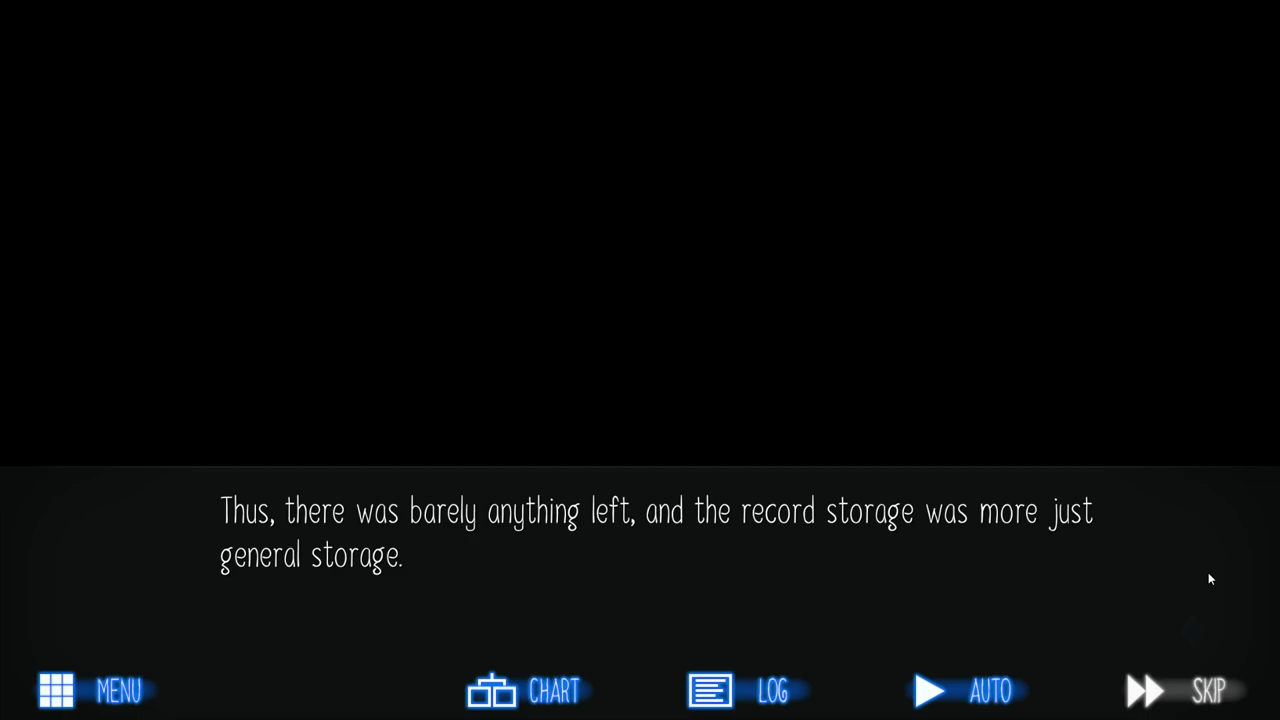 Thus, there was barely anything left, and the record storage was more just
general storage.
MENU
CHART
LOG
AUTO
SKIP